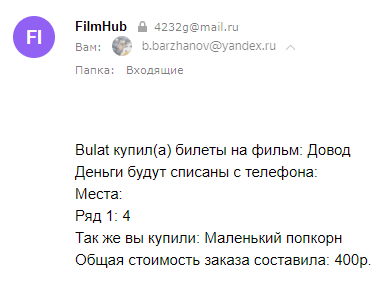 FI
FilmHub 4232g@mail.ru
Вам: b.barzhanov@yandex.ru
Папка: Входящие
Bulat купил(а) билеты на фильм: Довод
Деньги будут списаны с телефона:
Места:
Ряд 1: 4
Так же вы купили: Маленький попкорн
Общая стоимость заказа составила: 400р.